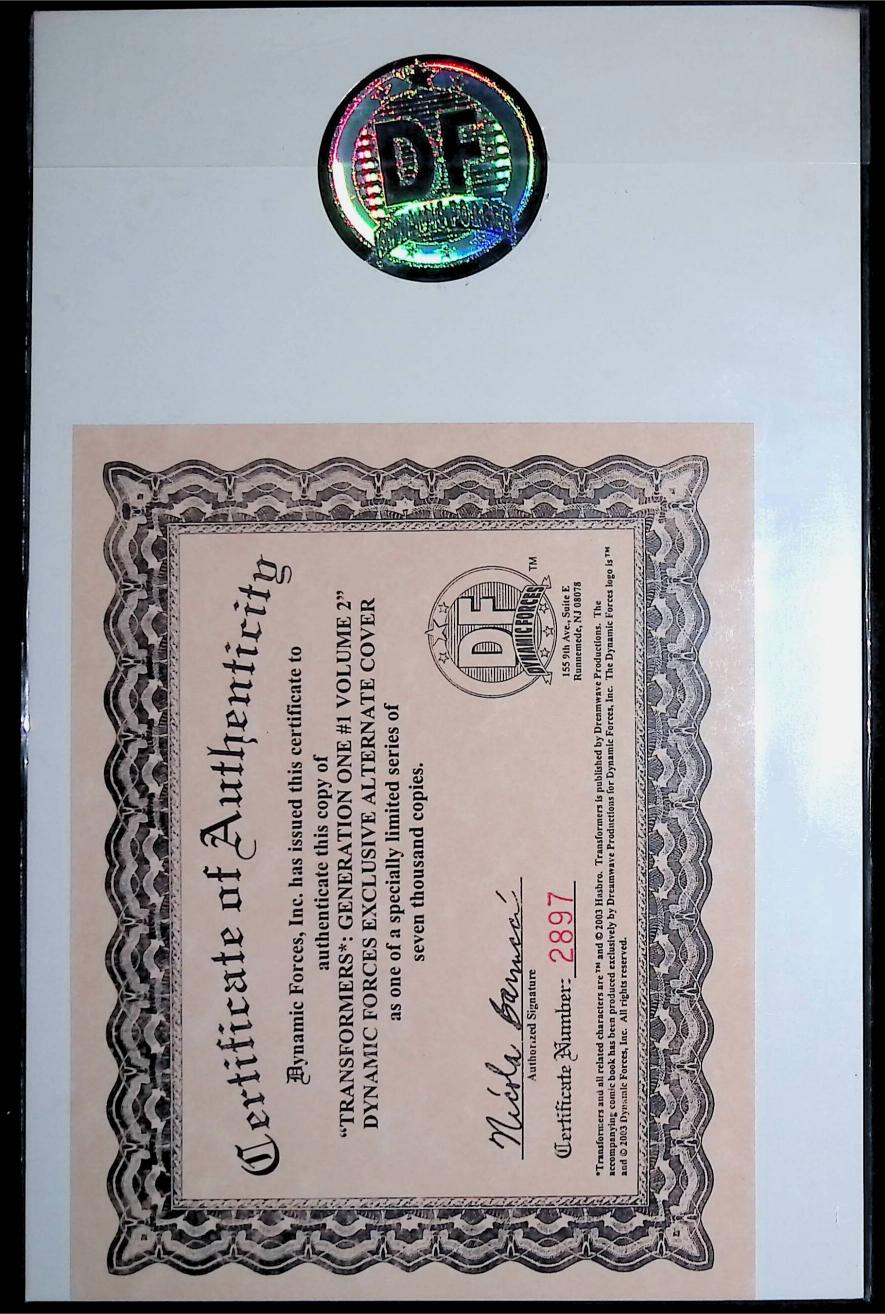 DF
DYNAMIC FORCES
Certificate of Authenticity
Dynamic Forces, Inc. has issued this certificate to
authenticate this copy of
“TRANSFORMERS*: GENERATION ONE #1 VOLUME 2”
DYNAMIC FORCES EXCLUSIVE ALTERNATE COVER
as one of a specially limited series of
seven thousand copies.
DF
DYNAMIC FORCES
TM
155 9th Ave., Suite E
Runnemede, NJ 08078
Nicola Barrucci
Authorized Signature
Certificate Number: 2897
*Transformers and all related characters are ™ and © 2003 Hasbro. Transformers is published by Dreamwave Productions. The
accompanying comic book has been produced exclusively by Dreamwave Productions for Dynamic Forces, Inc. The Dynamic Forces logo is ™
and © 2003 Dynamic Forces, Inc. All rights reserved.